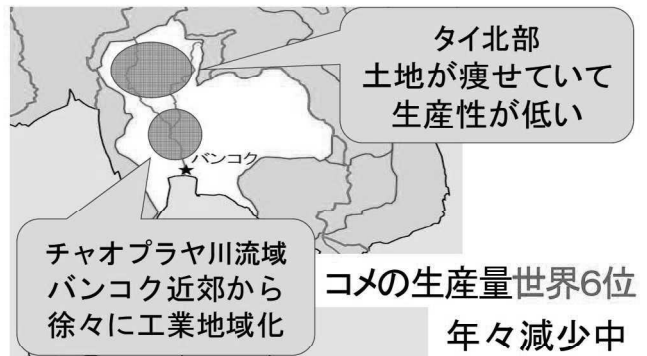 タイ北部
土地が痩せていて
生産性が低い
バンコク
チャオプラヤ川流域
バンコク近郊から
徐々に工業地域化
コメの生産量世界6位
年々減少中